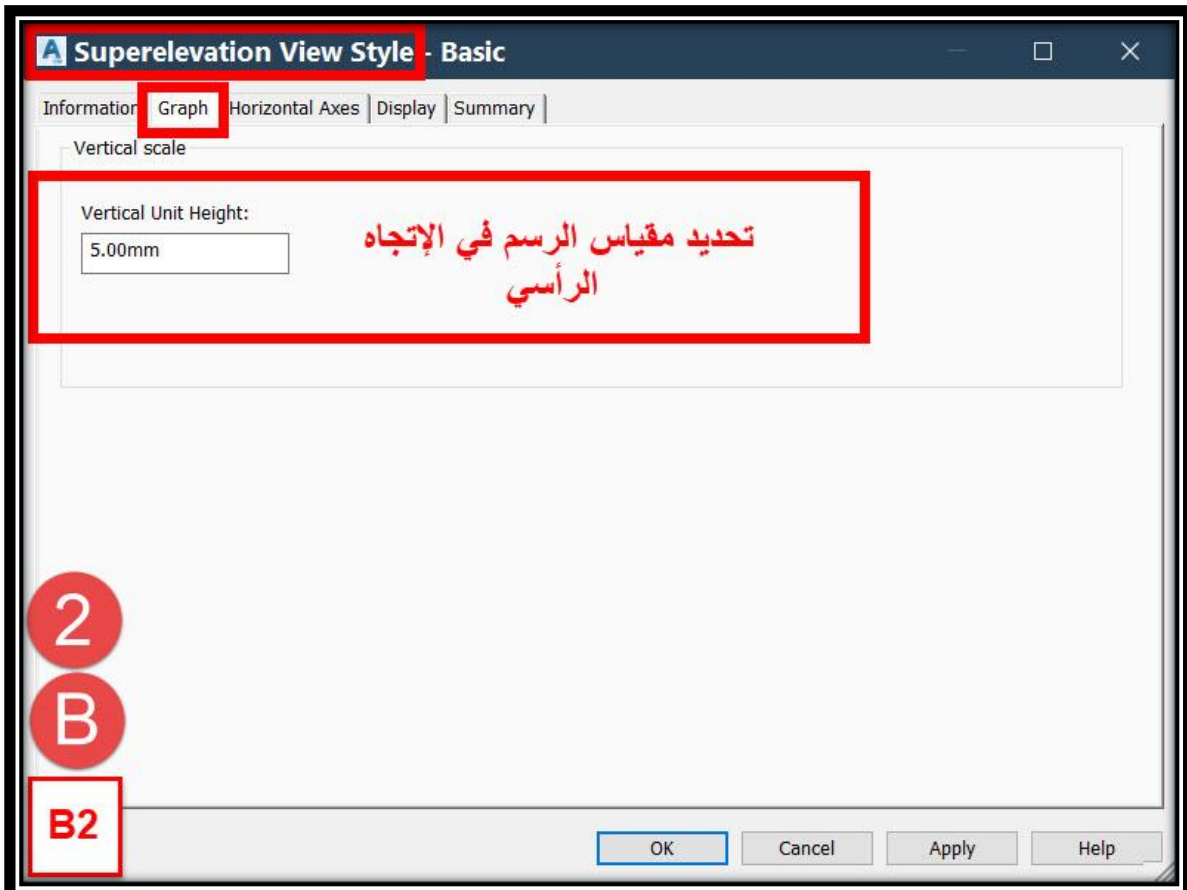 Superelevation View Style - Basic
Information Graph Horizontal Axes Display Summary
Vertical scale
Vertical Unit Height:
5.00mm
تحديد مقياس الرسم في الإتجاه
الرأسي
2
B
B2
OK Cancel Apply Help